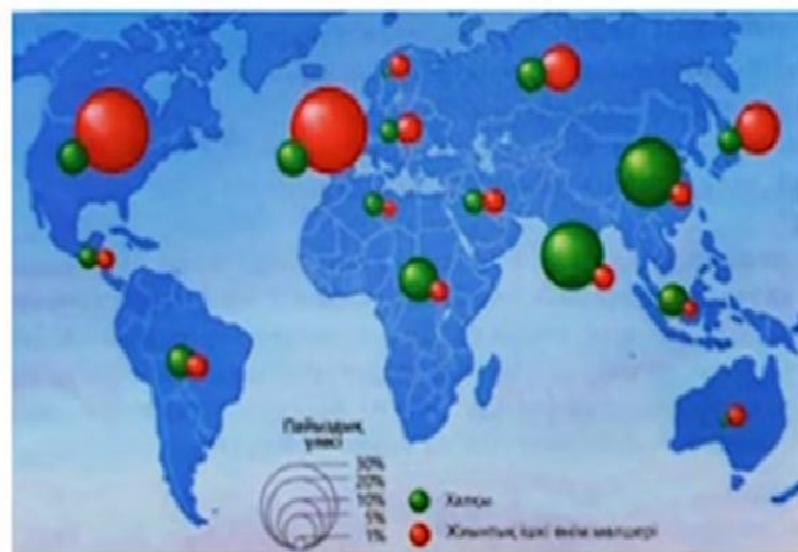 Пайыздық
үлесі
30%
20%
10%
5%
1%
Халқы
Жиынтық ішкі өнім мөлшері